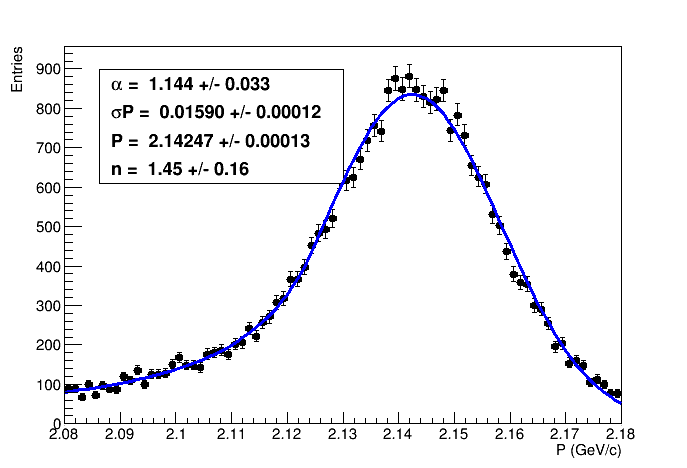 Entries
900
α = 1.144 +/- 0.033
800
σP = 0.01590 +/- 0.00012
700
P = 2.14247 +/- 0.00013
n = 1.45 +/- 0.16
600
500
400
300
200
100
0
2.08 2.09 2.1 2.11 2.12 2.13 2.14 2.15 2.16 2.17 2.18
P (GeV/c)